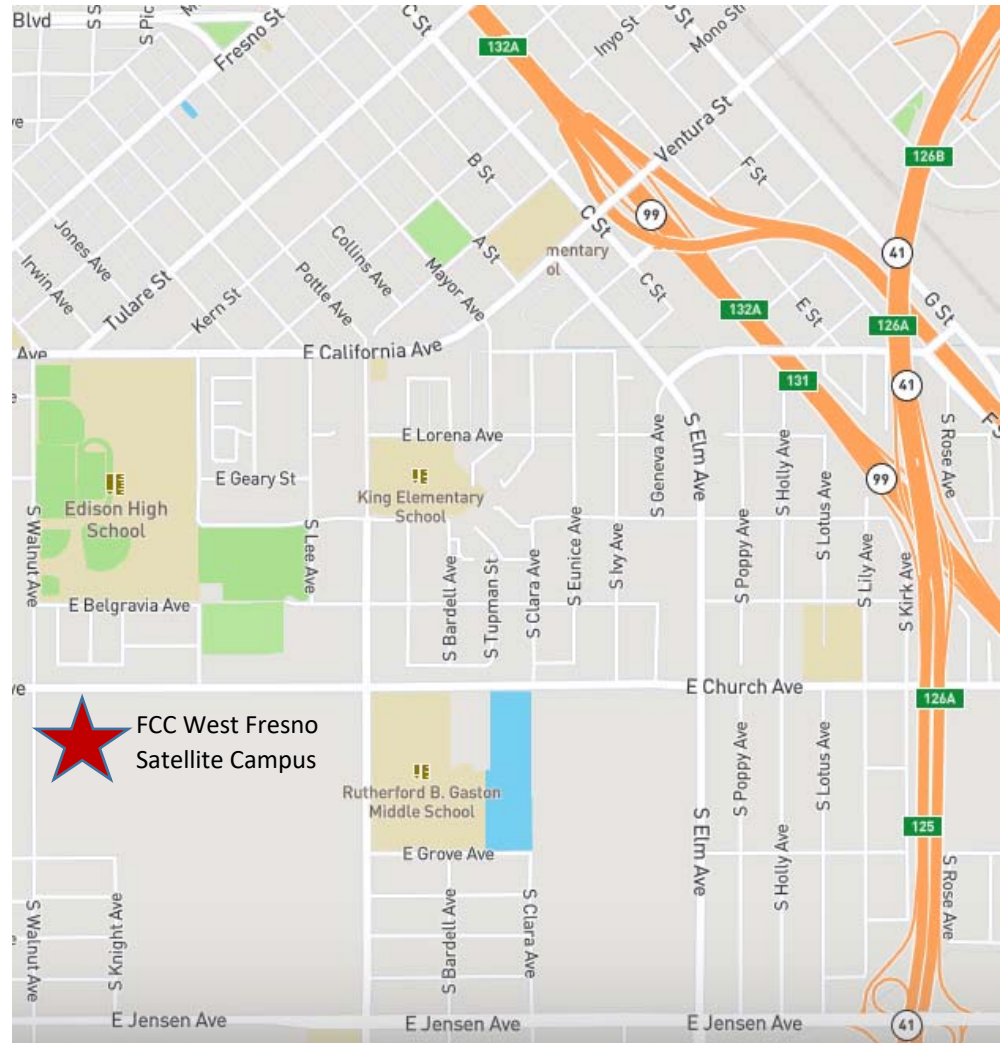 Blvd
S Pic
Fresno St
C St
132A
Inyo St
Mono St
Ventura St
126B
B St
F St
99
C St
Jones Ave
Collins Ave
A St
mentary
ol
41
Irwin Ave
Pottle Ave
Mayor Ave
C St
G St
Tulare St
Kern St
132A
E St
126A
Ave
E California Ave
131
41
E Lorena Ave
S Geneva Ave
S Elm Ave
S Holly Ave
S Rose Ave
F S
E Geary St
99
Edison High
School
King Elementary
School
S Walnut Ave
S Lee Ave
S Eunice Ave
S Ivy Ave
S Poppy Ave
S Lotus Ave
S Lily Ave
S Kirk Ave
E Belgravia Ave
S Bardell Ave
S Tupman St
S Clara Ave
E Church Ave
126A
FCC West Fresno
Satellite Campus
S Poppy Ave
S Lotus Ave
Rutherford B. Gaston
Middle School
125
E Grove Ave
S Elm Ave
S Holly Ave
S Rose Ave
S Walnut Ave
S Knight Ave
S Bardell Ave
S Clara Ave
E Jensen Ave
E Jensen Ave
E Jensen Ave
41